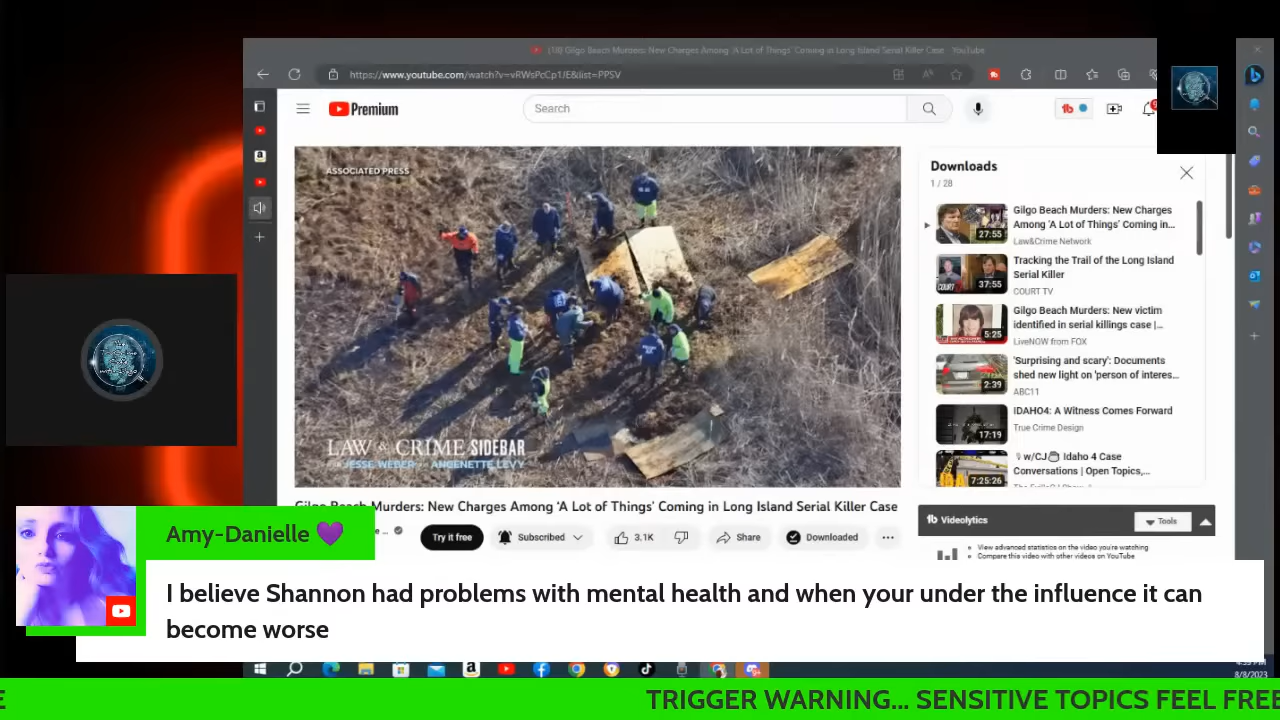 (18) Gilgo Beach Murders: New Charges Among 'A Lot of Things' Coming in Long Island Serial Killer Case - YouTube
https://www.youtube.com/watch?v=vRWsPcCp1JE&list=PPSV
Premium
Search
ASSOCIATED PRESS
LAW & CRIME SIDEBAR
JESSE WEBER
ANGENETTE LEVY
Downloads
1 / 28
Gilgo Beach Murders: New Charges
Among 'A Lot of Things' Coming in...
Law&Crime Network
27:55
Tracking the Trail of the Long Island
Serial Killer
COURT TV
37:55
Gilgo Beach Murders: New victim
identified in serial killings case |...
LiveNOW from FOX
5:25
'Surprising and scary': Documents
shed new light on 'person of interes...
ABC11
2:39
IDAHO4: A Witness Comes Forward
True Crime Design
17:19
w/CJ Idaho 4 Case
Conversations | Open Topics,...
7:25:26
Gilgo Beach Murders: New Charges Among 'A Lot of Things' Coming in Long Island Serial Killer Case
Try it free
Subscribed
3.1K
Share
Downloaded
Videolytics
Tools
View advanced statistics on the video you're watching
Compare this video with other videos on YouTube
Amy-Danielle 💜
I believe Shannon had problems with mental health and when your under the influence it can
become worse
8/8/2023
E
TRIGGER WARNING... SENSITIVE TOPICS FEEL FREE